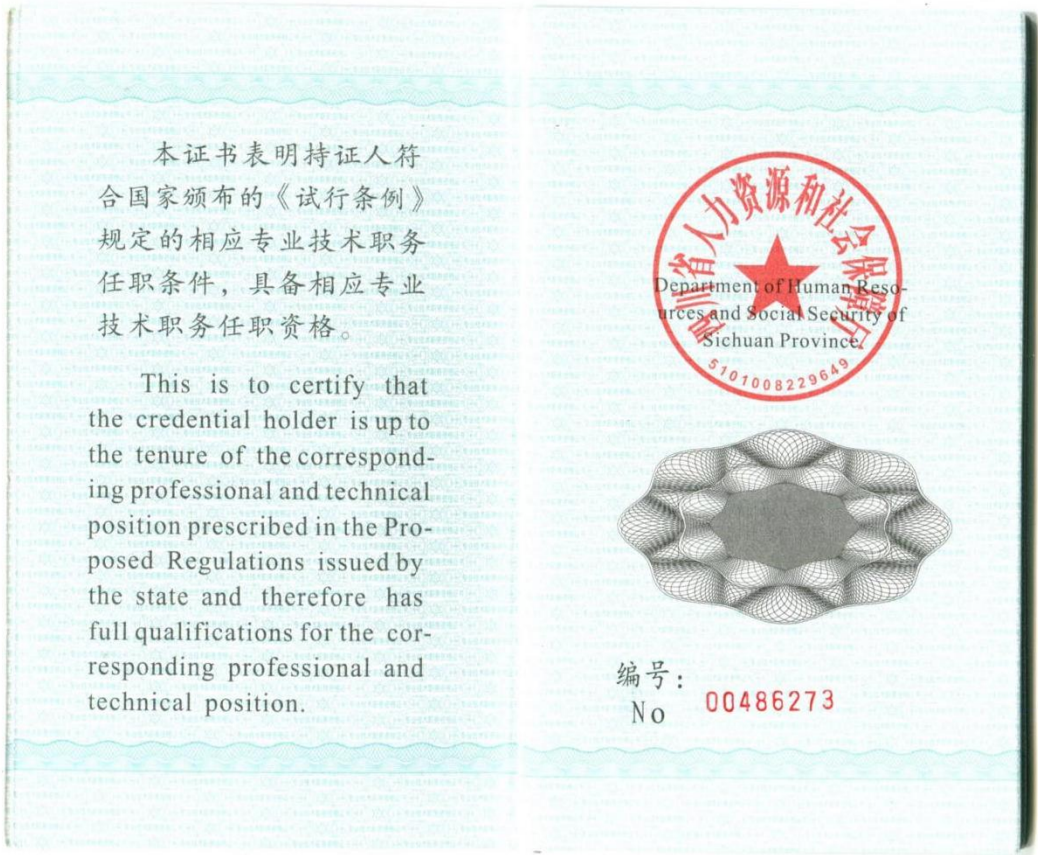 本证书表明持证人符
合国家颁布的《试行条例》
规定的相应专业技术职务
任职条件，具备相应专业
技术职务任职资格。
This is to certify that
the credential holder is up to
the tenure of the correspond-
ing professional and technical
position prescribed in the Pro-
posed Regulations issued by
the state and therefore has
full qualifications for the cor-
responding professional and
technical position.
四川省人力资源和社会保障厅
Department of Human Reso-
urces and Social Security of
Sichuan Province.
5101008229649
编号：
No 00486273